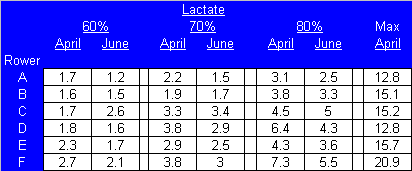 Lactate
60% 70% 80% Max
April June April June April June April
Rower
A 1.7 1.2 2.2 1.5 3.1 2.5 12.8
B 1.6 1.5 1.9 1.7 3.8 3.3 15.1
C 1.7 2.6 3.3 3.4 4.5 5 15.2
D 1.8 1.6 3.8 2.9 6.4 4.3 12.8
E 2.3 1.7 2.9 2.5 4.3 3.6 15.7
F 2.7 2.1 3.8 3 7.3 5.5 20.9